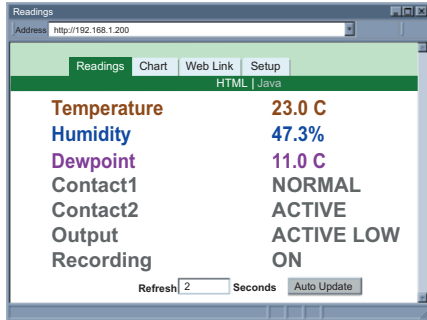 Readings
Address http://192.168.1.200
Readings Chart Web Link Setup
HTML | Java
Temperature 23.0 C
Humidity 47.3%
Dewpoint 11.0 C
Contact1 NORMAL
Contact2 ACTIVE
Output ACTIVE LOW
Recording ON
Refresh 2 Seconds Auto Update